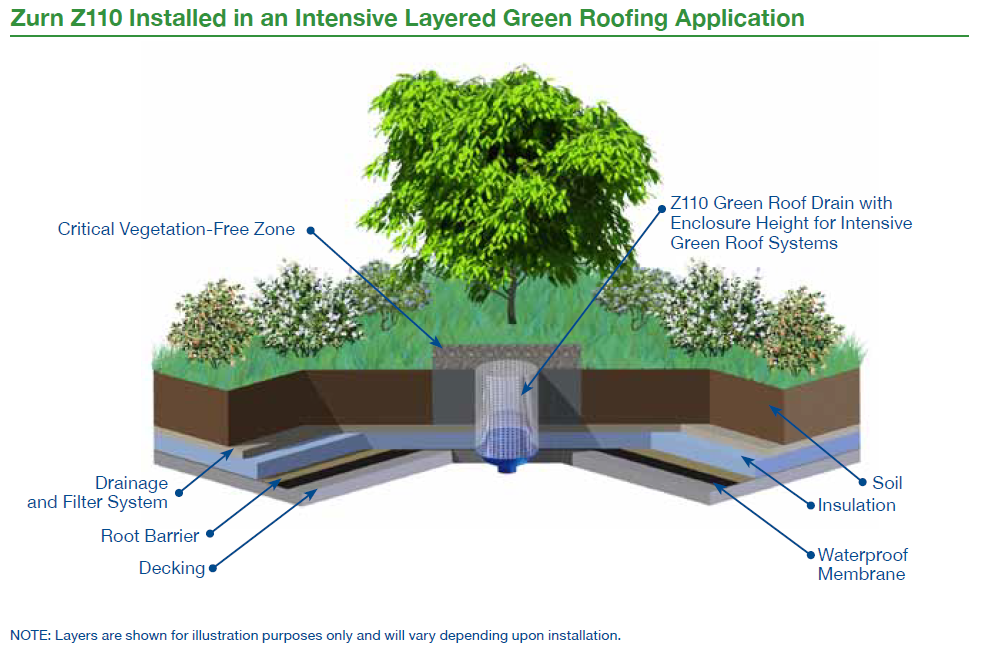 Zurn Z110 Installed in an Intensive Layered Green Roofing Application
Critical Vegetation-Free Zone
Z110 Green Roof Drain with
Enclosure Height for Intensive
Green Roof Systems
Drainage
and Filter System
Root Barrier
Decking
Soil
Insulation
Waterproof
Membrane
NOTE: Layers are shown for illustration purposes only and will vary depending upon installation.